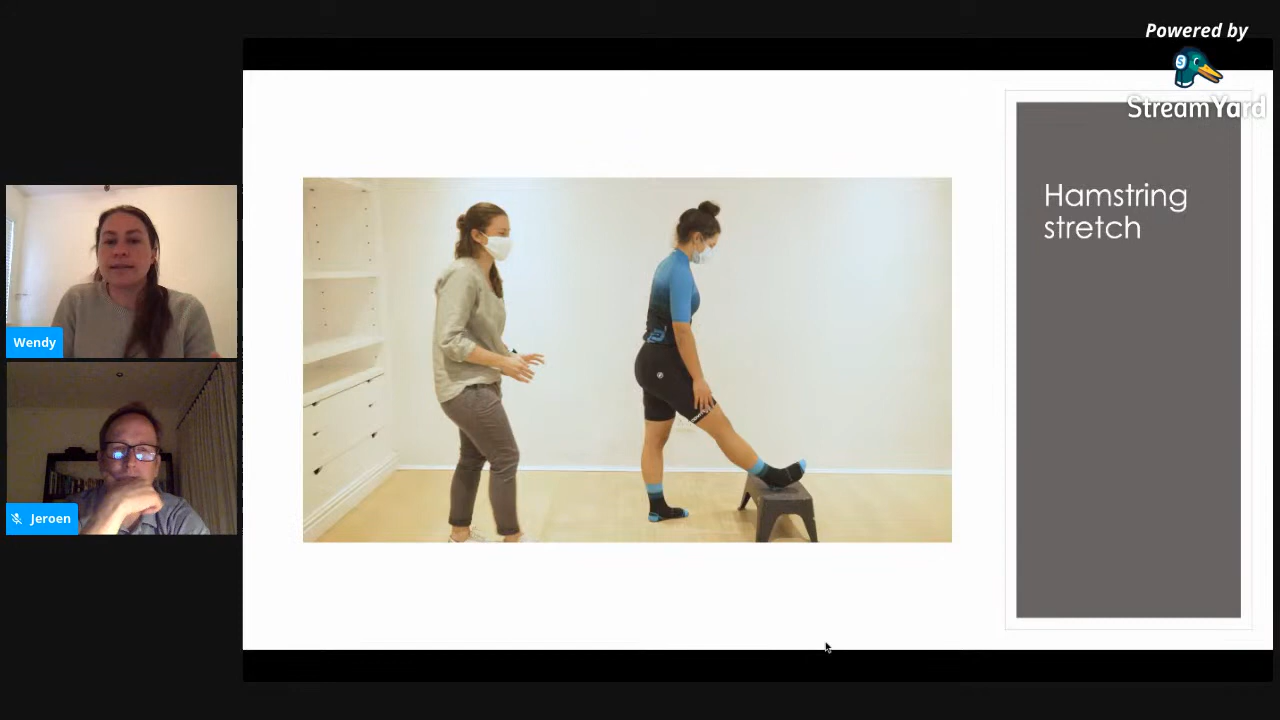 Powered by
StreamYard
Hamstring
stretch
Wendy
Jeroen